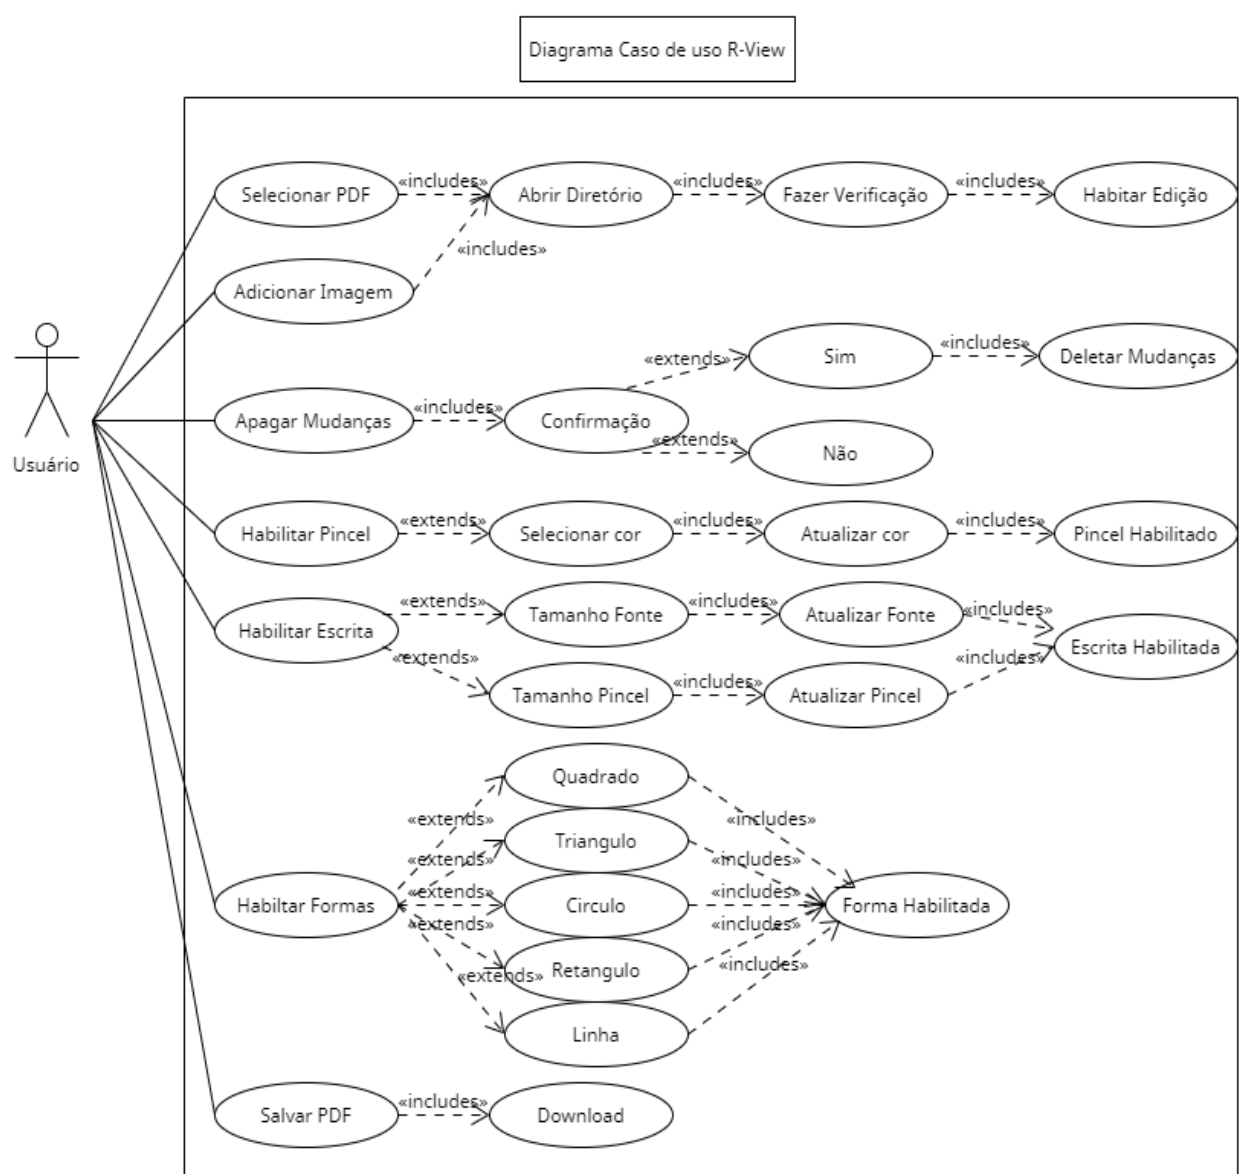 Diagrama Caso de uso R-View
Selecionar PDF
«includes»
Abrir Diretório
«includes»
Fazer Verificação
«includes»
Habitar Edição
«includes»
Adicionar Imagem
«extends»
Sim
«includes»
Deletar Mudanças
Apagar Mudanças
«includes»
Confirmação
«extends»
Não
Usuário
Habilitar Pincel
«extends»
Selecionar cor
«includes»
Atualizar cor
«includes»
Pincel Habilitado
Habilitar Escrita
«extends»
Tamanho Fonte
«includes»
Atualizar Fonte
«includes»
Escrita Habilitada
«extends»
Tamanho Pincel
«includes»
Atualizar Pincel
«includes»
Quadrado
«extends»
«includes»
Triangulo
«extends»
«includes»
Habiltar Formas
«extends»
Circulo
«includes»
Forma Habilitada
«extends»
«includes»
Retangulo
«extends»
«includes»
Linha
Salvar PDF
«includes»
Download